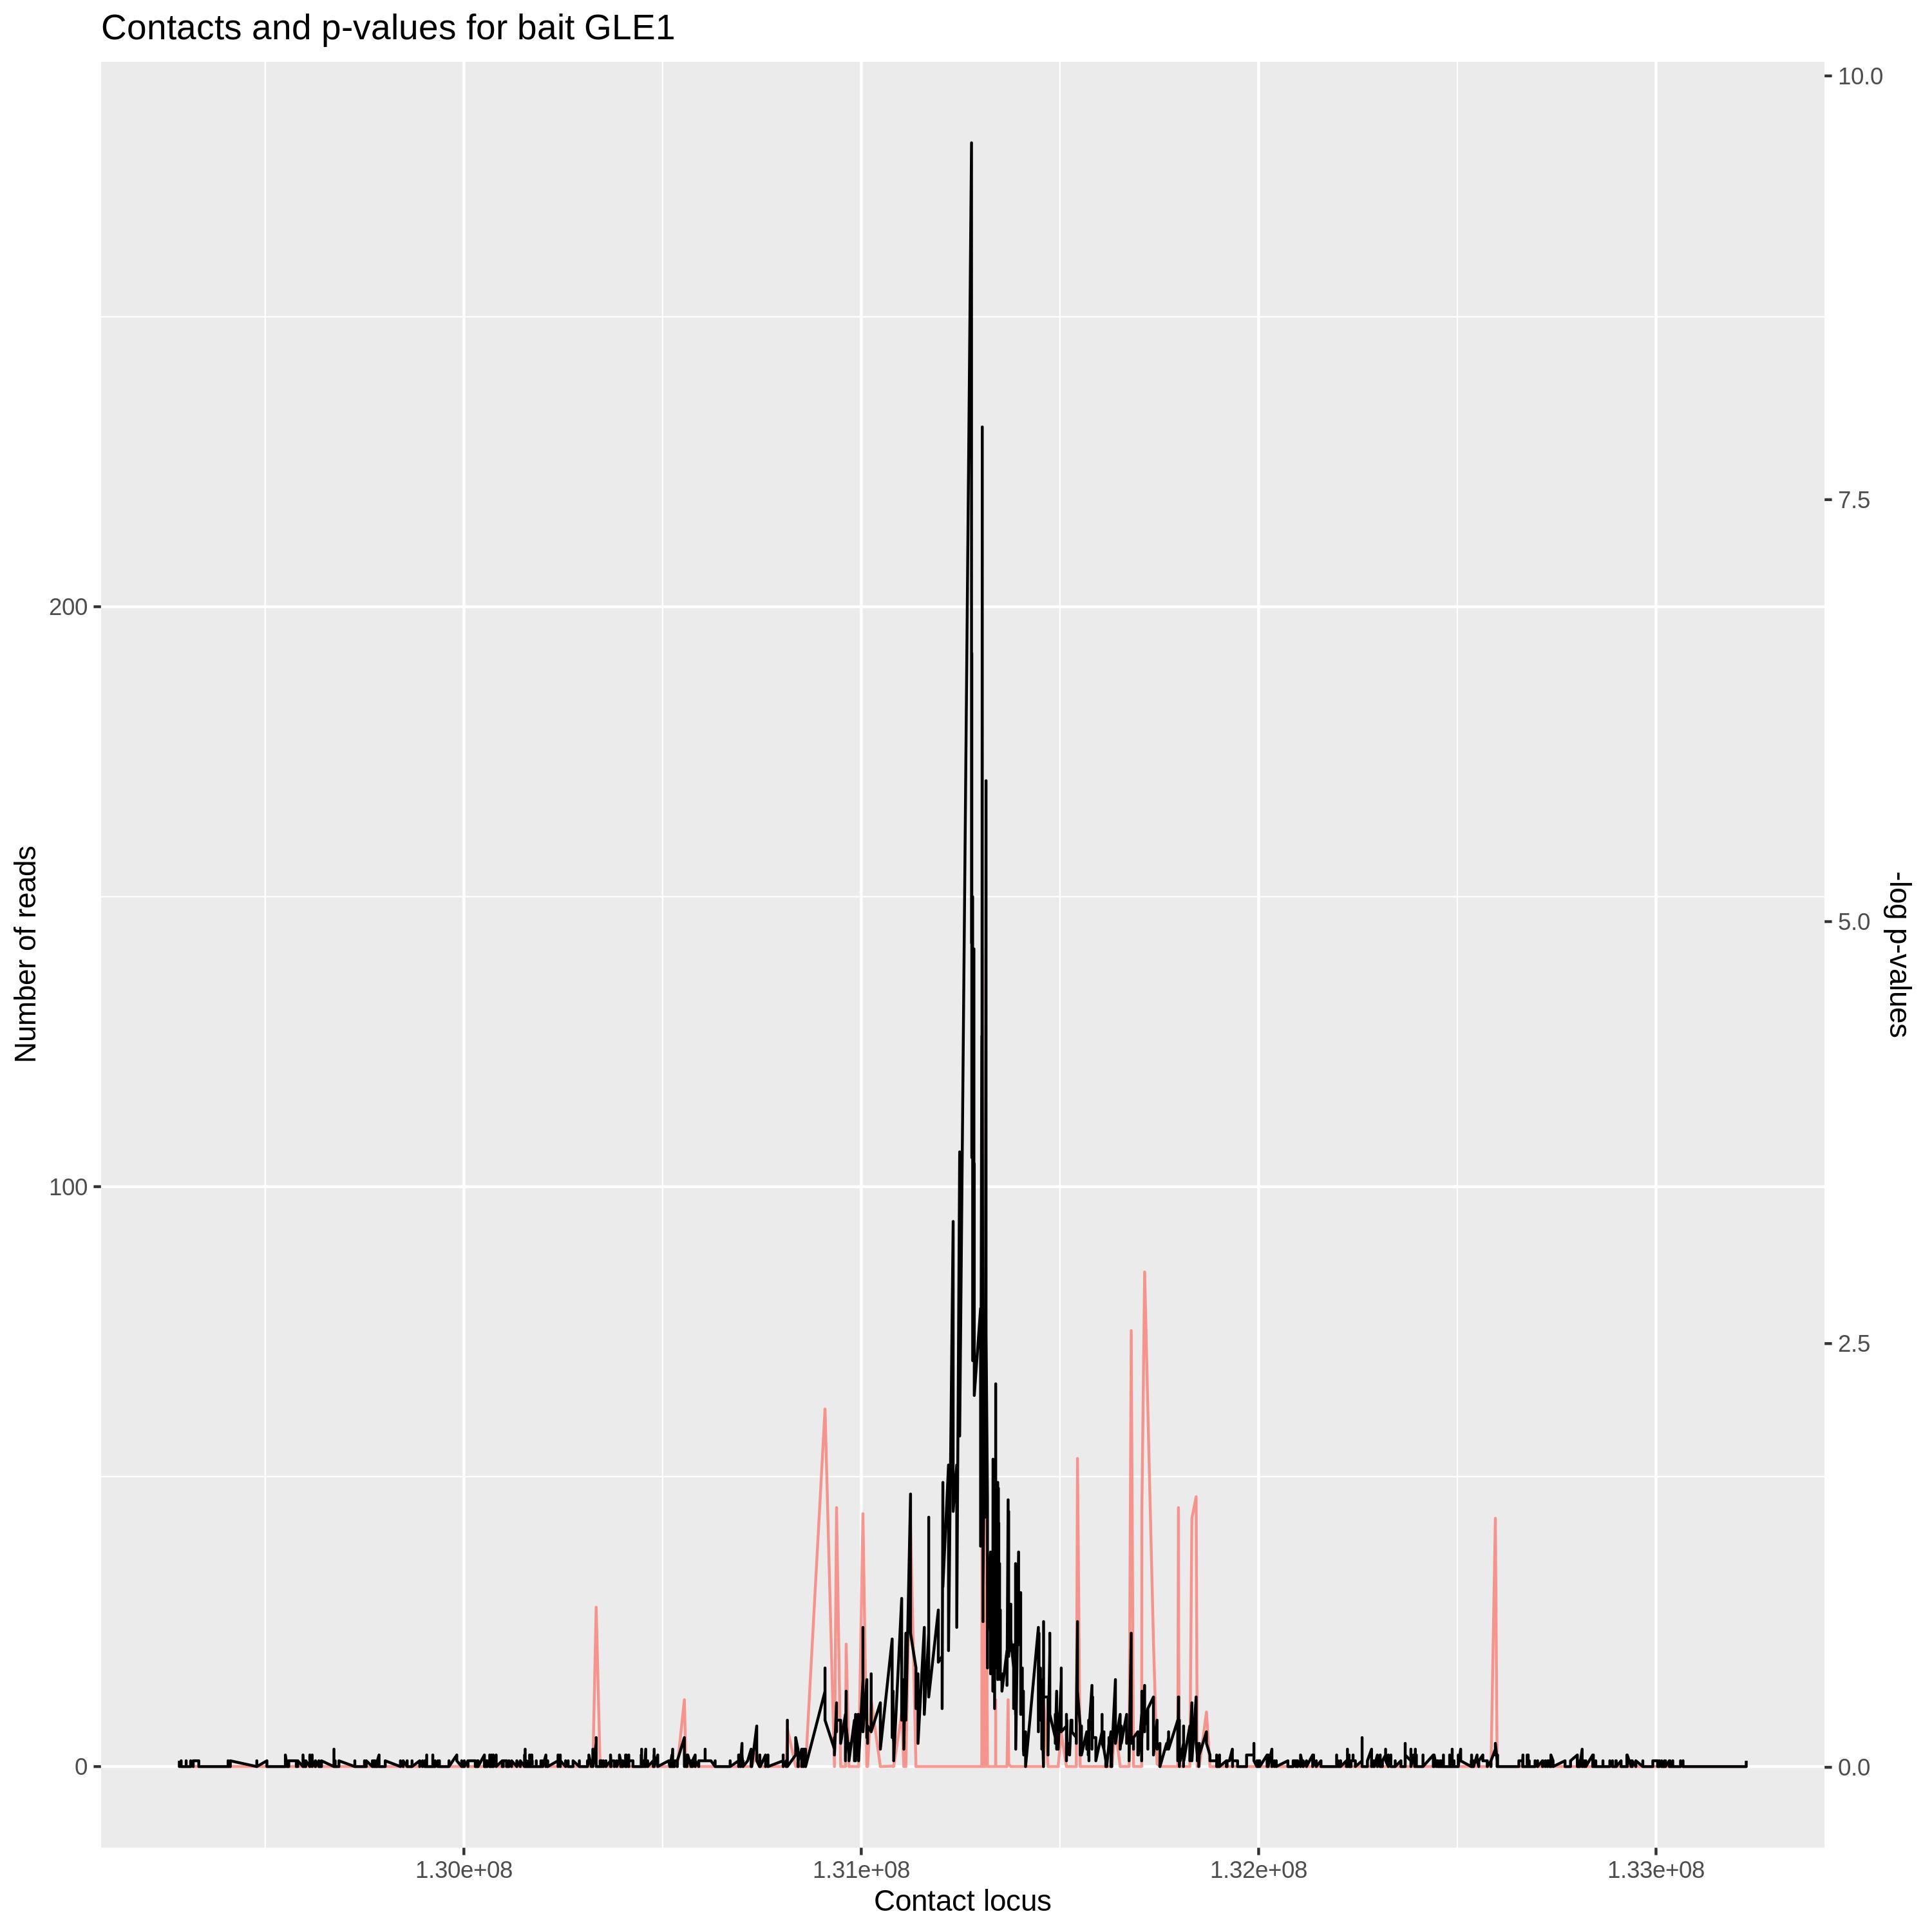 Contacts and p-values for bait GLE1
10.0
7.5
200
Number of reads
-log p-values
5.0
100
2.5
0
0.0
1.30e+08
1.31e+08
1.32e+08
1.33e+08
Contact locus